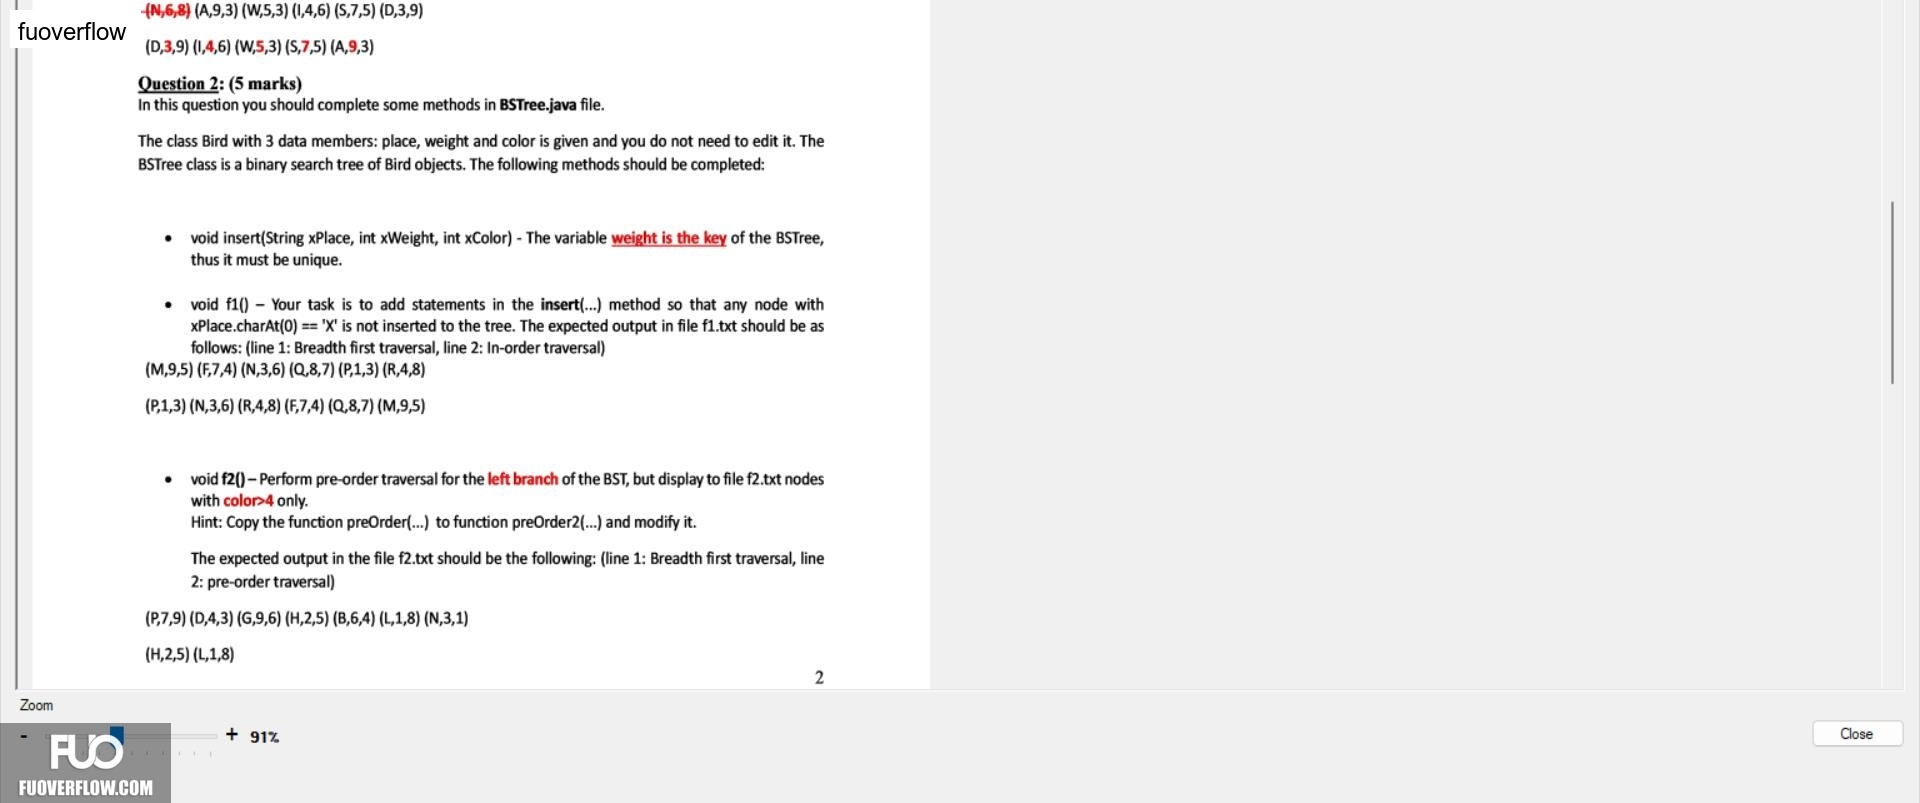 (N,6,8) (A,9,3) (W,5,3) (I,4,6) (S,7,5) (D,3,9)
fuoverflow
(D,3,9) (I,4,6) (W,5,3) (S,7,5) (A,9,3)
Question 2: (5 marks)
In this question you should complete some methods in BSTree.java file.
The class Bird with 3 data members: place, weight and color is given and you do not need to edit it. The
BSTree class is a binary search tree of Bird objects. The following methods should be completed:
• void insert(String xPlace, int xWeight, int xColor) - The variable weight is the key of the BSTree,
thus it must be unique.
• void f1() – Your task is to add statements in the insert(...) method so that any node with
xPlace.charAt(0) == 'X' is not inserted to the tree. The expected output in file f1.txt should be as
follows: (line 1: Breadth first traversal, line 2: In-order traversal)
(M,9,5) (F,7,4) (N,3,6) (Q,8,7) (P,1,3) (R,4,8)
(P,1,3) (N,3,6) (R,4,8) (F,7,4) (Q,8,7) (M,9,5)
• void f2() – Perform pre-order traversal for the left branch of the BST, but display to file f2.txt nodes
with color>4 only.
Hint: Copy the function preOrder(...) to function preOrder2(...) and modify it.
The expected output in the file f2.txt should be the following: (line 1: Breadth first traversal, line
2: pre-order traversal)
(P,7,9) (D,4,3) (G,9,6) (H,2,5) (B,6,4) (L,1,8) (N,3,1)
(H,2,5) (L,1,8)
2
Zoom
- + 91%
Close
FUO
FUOVERFLOW.COM